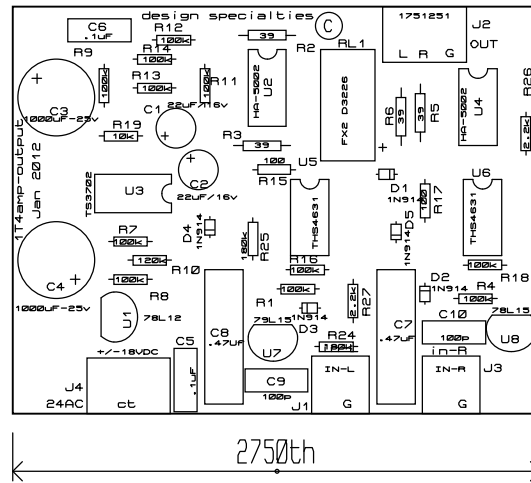 design specialties
C
C6
.1uF
R12
100k
R9
R14
100k
39
R2
RL1
1751251
J2
L R G
OUT
R13
100k
100k
100k
R11
U2
HA-5002
FX2 D3226
+
R6
39
39
R5
HA-5002
U4
R26
2.2k
+
C3
1000uF-25v
C1
22uF/16v
+
R19
10k
R3
39
1T4amp-output
Jan 2012
C2
22uF/16v
+
100
R15
U5
THS4631
D1
1N914
U6
THS4631
TS3702
U3
100
R17
D4
1N914
D5
1N914
R7
100k
180k
R25
120k
R10
R16
100k
100k
R18
+
C4
1000uF-25v
100k
R8
R1
100k
2.2k
R27
D2
1N914
R4
100k
U1
78L12
C8
.47uF
79L15
U7
1N914
D3
C7
.47uF
C10
100p
78L15
U8
+/-18VDC
C5
.1uF
R24
100k
in-R
J4
24AC
ct
C9
100p
J1
IN-L
G
IN-R
G
J3
2750th